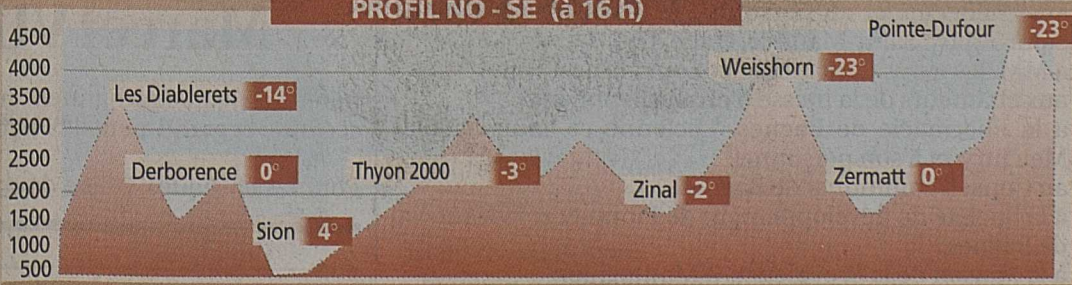 PROFIL NO - SE (à 16 h)
4500
4000
3500
3000
2500
2000
1500
1000
500
Pointe-Dufour -23°
Weisshorn -23°
Les Diablerets -14°
Derborence 0°
Thyon 2000 -3°
Zinal -2°
Zermatt 0°
Sion 4°